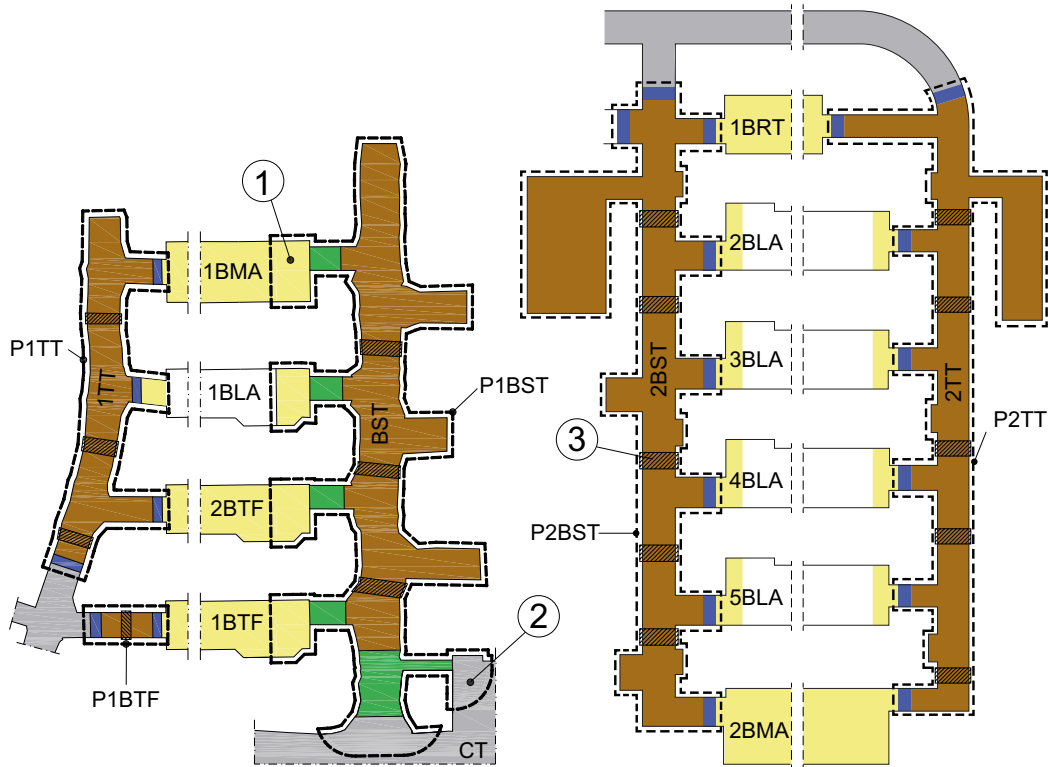 1
1BMA
P1TT
1TT
1BLA
BST
P1BST
2BTF
1BTF
P1BTF
2
CT
1BRT
2BLA
2BST
3BLA
2TT
3
P2TT
4BLA
P2BST
5BLA
2BMA